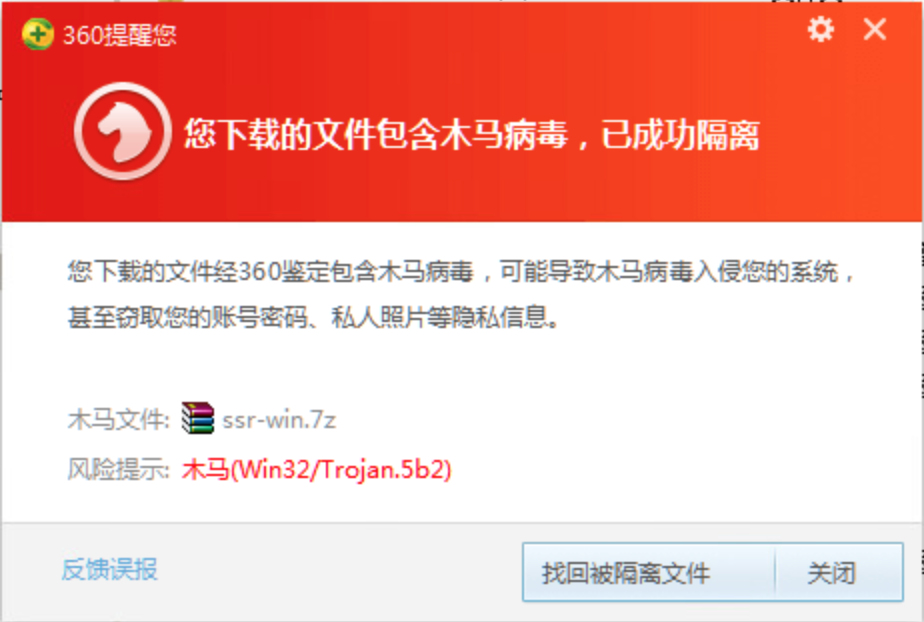 360提醒您
您下载的文件包含木马病毒，已成功隔离
您下载的文件经360鉴定包含木马病毒，可能导致木马病毒入侵您的系统，
甚至窃取您的账号密码、私人照片等隐私信息。
木马文件: ssr-win.7z
风险提示: 木马(Win32/Trojan.5b2)
反馈误报
找回被隔离文件 关闭